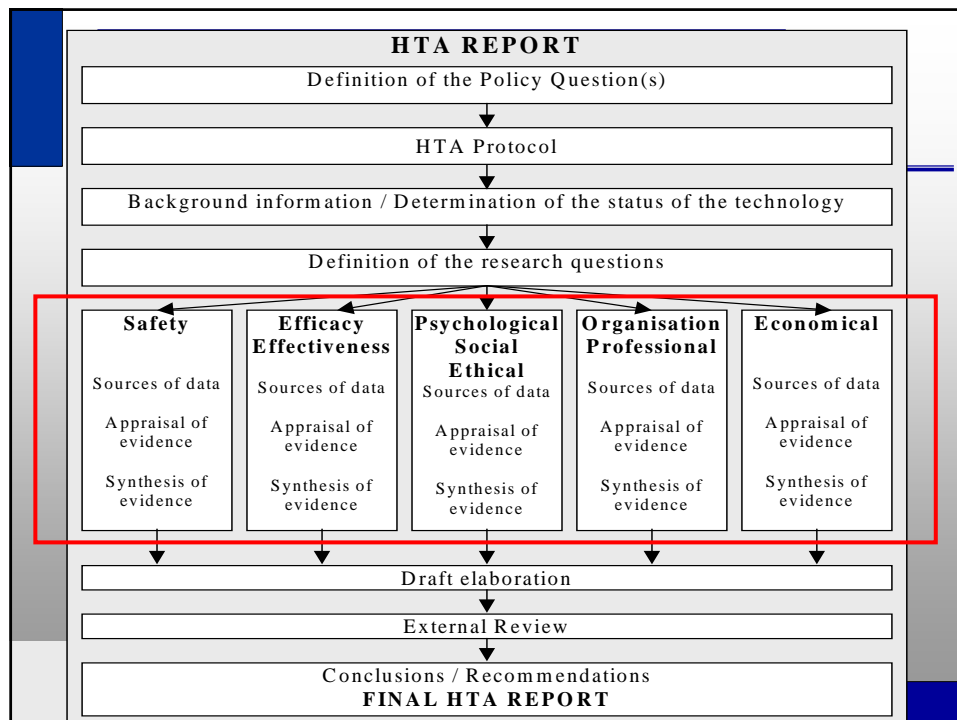 HTA REPORT
Definition of the Policy Question(s)
HTA Protocol
Background information / Determination of the status of the technology
Definition of the research questions
Safety
Sources of data
Appraisal of
evidence
Synthesis of
evidence
Efficacy
Effectiveness
Sources of data
Appraisal of
evidence
Synthesis of
evidence
Psychological
Social
Ethical
Sources of data
Appraisal of
evidence
Synthesis of
evidence
Organisation
Professional
Sources of data
Appraisal of
evidence
Synthesis of
evidence
Economical
Sources of data
Appraisal of
evidence
Synthesis of
evidence
Draft elaboration
External Review
Conclusions / Recommendations
FINAL HTA REPORT